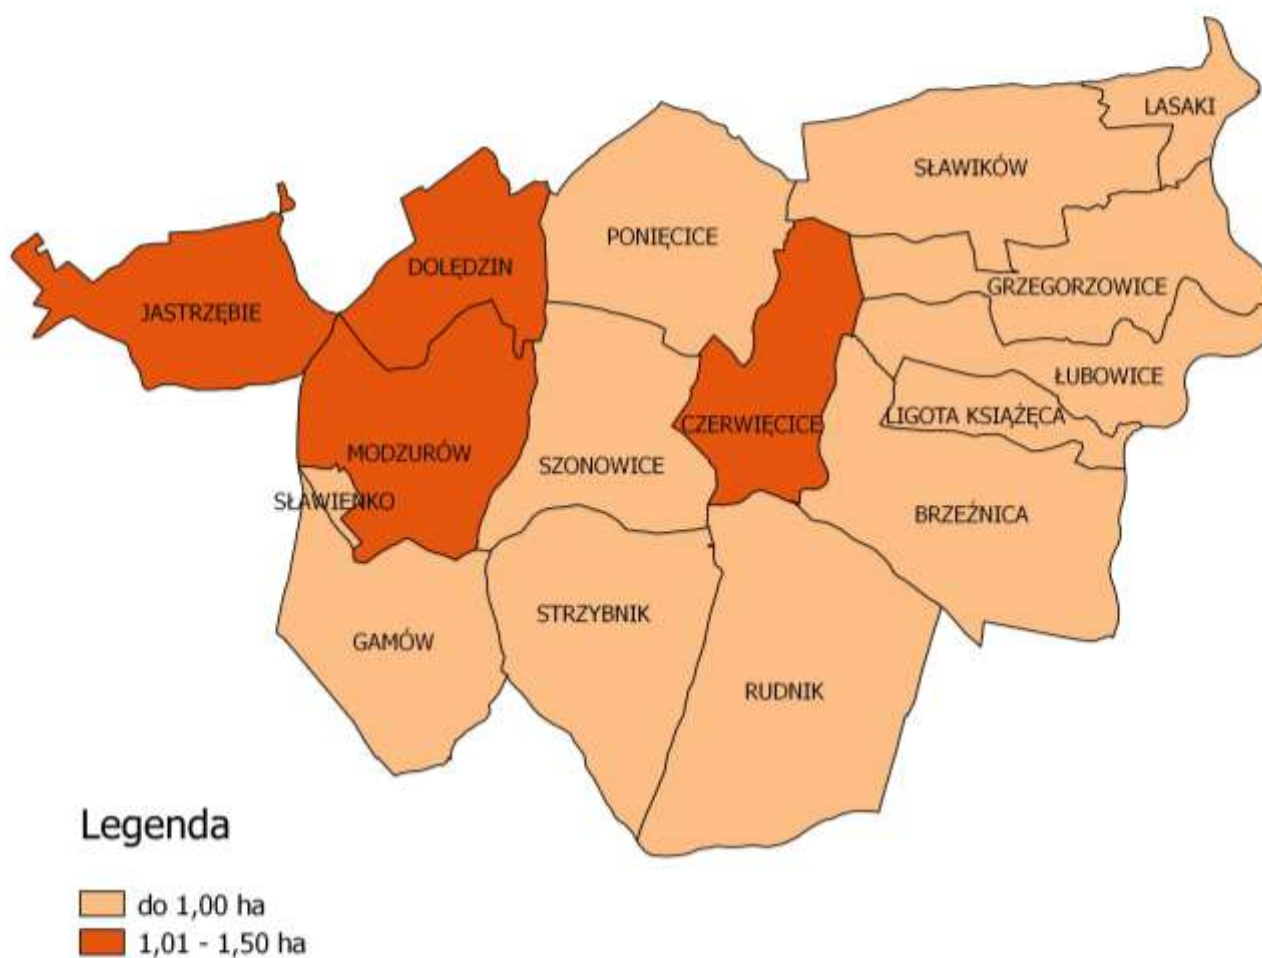 LASAKI
SŁAWIKÓW
PONIĘCICE
DOLĘDZIN
GRZEGORZOWICE
JASTRZĘBIE
ŁUBOWICE
LIGOTA KSIĄŻĘCA
CZERWIĘCICE
MODZURÓW
SZONOWICE
SŁAWIENKO
BRZEŹNICA
STRZYBNIK
GAMÓW
RUDNIK
Legenda
do 1,00 ha
1,01 - 1,50 ha